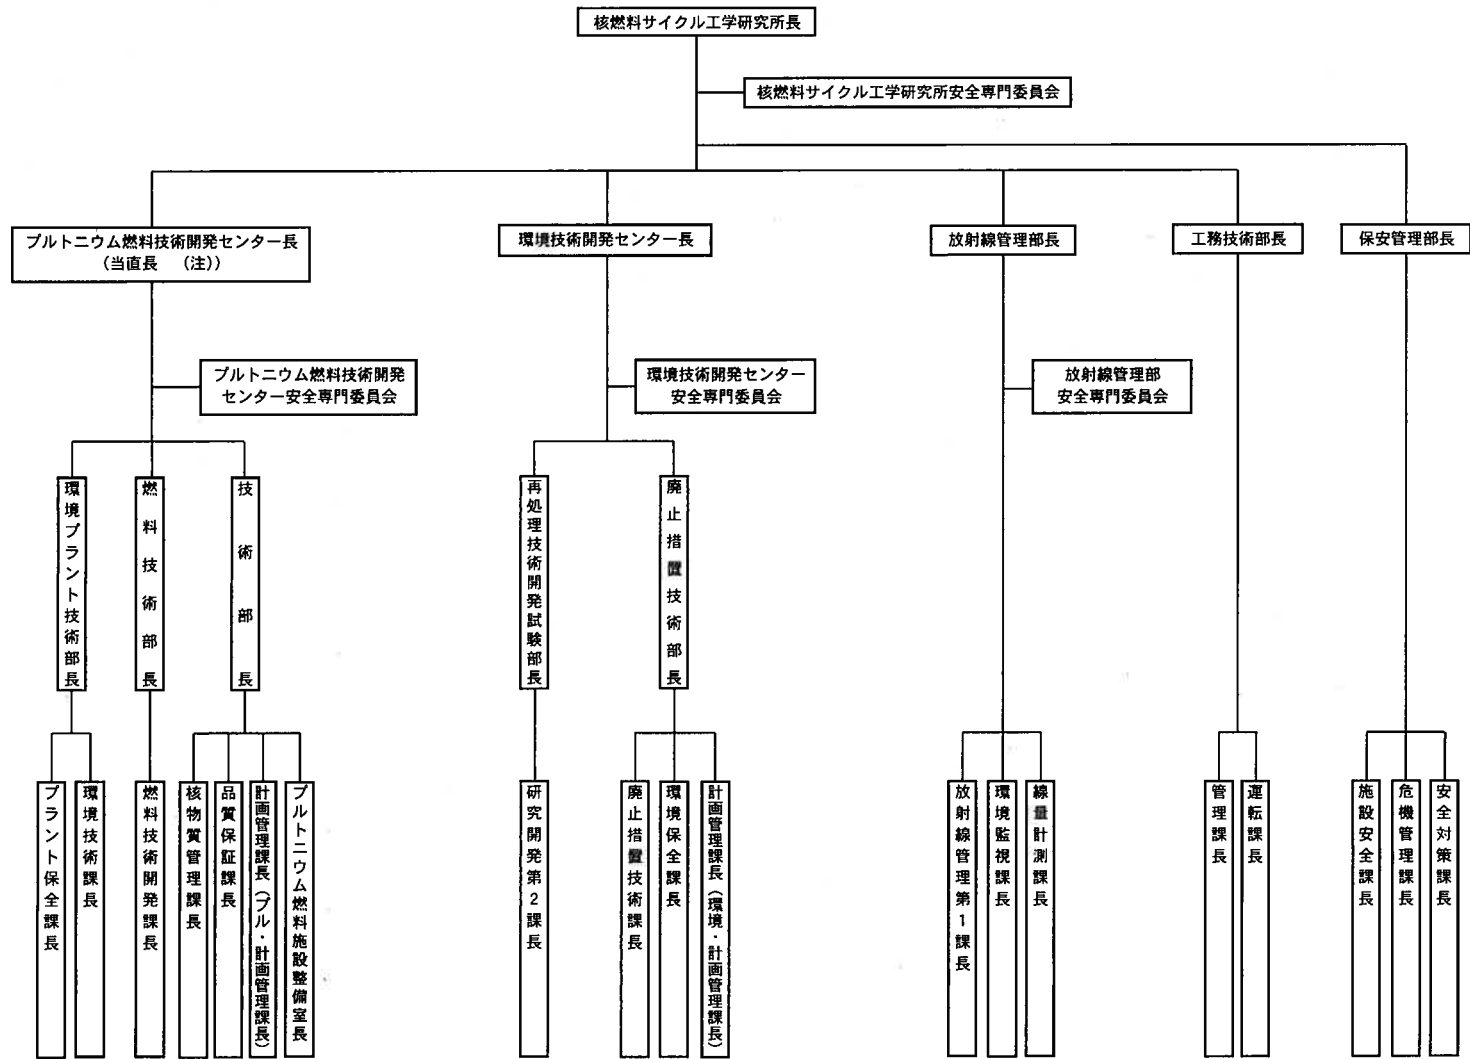 核燃料サイクル工学研究所長
核燃料サイクル工学研究所安全専門委員会
プルトニウム燃料技術開発センター長
(当直長 (注))
環境技術開発センター長
放射線管理部長
工務技術部長
保安管理部長
プルトニウム燃料技術開発
センター安全専門委員会
環境技術開発センター
安全専門委員会
放射線管理部
安全専門委員会
環境プラント技術部長
燃料技術部長
技術部長
再処理技術開発試験部長
廃止措置技術部長
プラント保全課長
環境技術課長
燃料技術開発課長
核物質管理課長
品質保証課長
計画管理課長(プル・計画管理課長)
プルトニウム燃料施設整備室長
研究開発第2課長
廃止措置技術課長
環境保全課長
計画管理課長(環境・計画管理課長)
放射線管理第1課長
環境監視課長
線量計測課長
管理課長
運転課長
施設安全課長
危機管理課長
安全対策課長